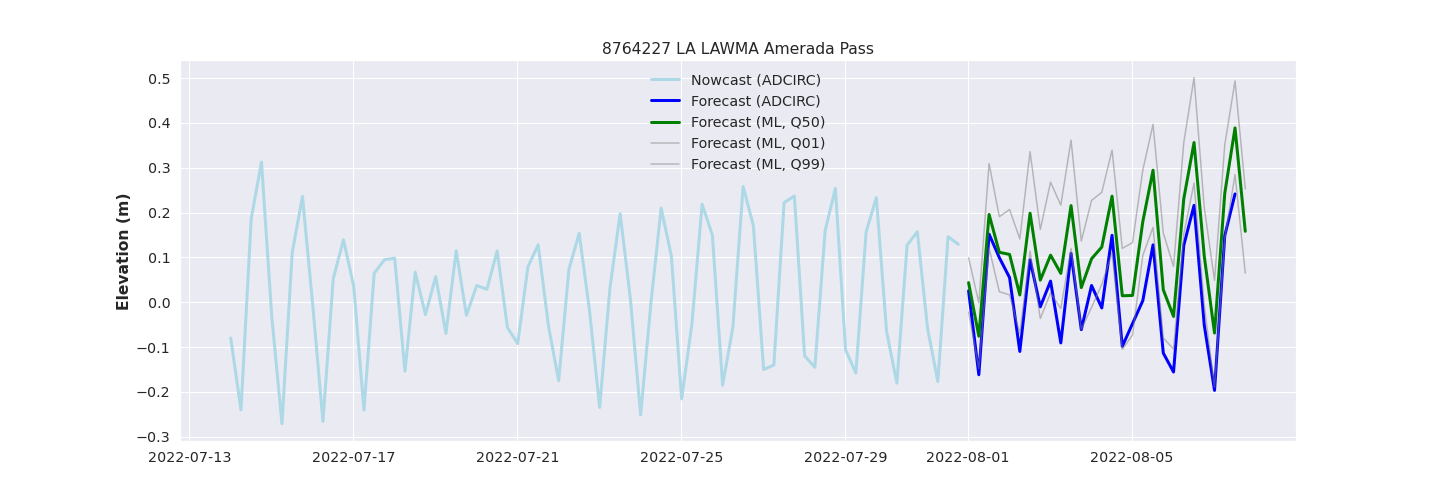 8764227 LA LAWMA Amerada Pass
Nowcast (ADCIRC)
Forecast (ADCIRC)
Forecast (ML, Q50)
Forecast (ML, Q01)
Forecast (ML, Q99)
Elevation (m)
0.5
0.4
0.3
0.2
0.1
0.0
−0.1
−0.2
−0.3
2022-07-13 2022-07-17 2022-07-21 2022-07-25 2022-07-29 2022-08-01 2022-08-05